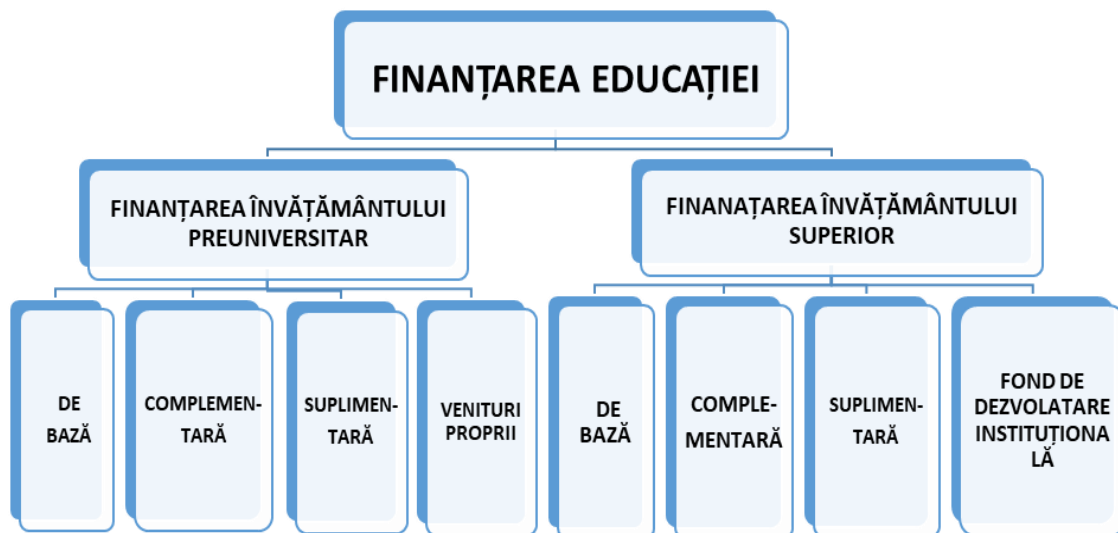 FINANȚAREA EDUCAȚIEI
FINANȚAREA ÎNVĂȚĂMÂNTULUI
PREUNIVERSITAR
FINANAȚAREA ÎNVĂȚĂMÂNTULUI
SUPERIOR
DE
BAZĂ
COMPLEMEN-
TARĂ
SUPLIMEN-
TARĂ
VENITURI
PROPRII
DE
BAZĂ
COMPLE-
MENTARĂ
SUPLIMEN-
TARĂ
FOND DE
DEZVOLATARE
INSTITUȚIONA
LĂ